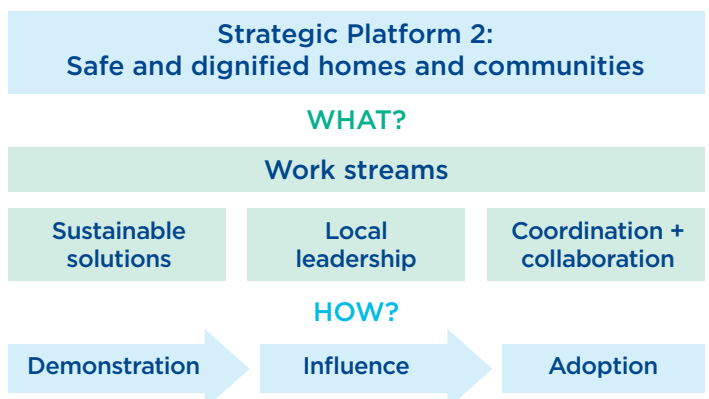 Strategic Platform 2:
Safe and dignified homes and communities
WHAT?
Work streams
Sustainable
solutions
Local
leadership
Coordination +
collaboration
HOW?
Demonstration
Influence
Adoption